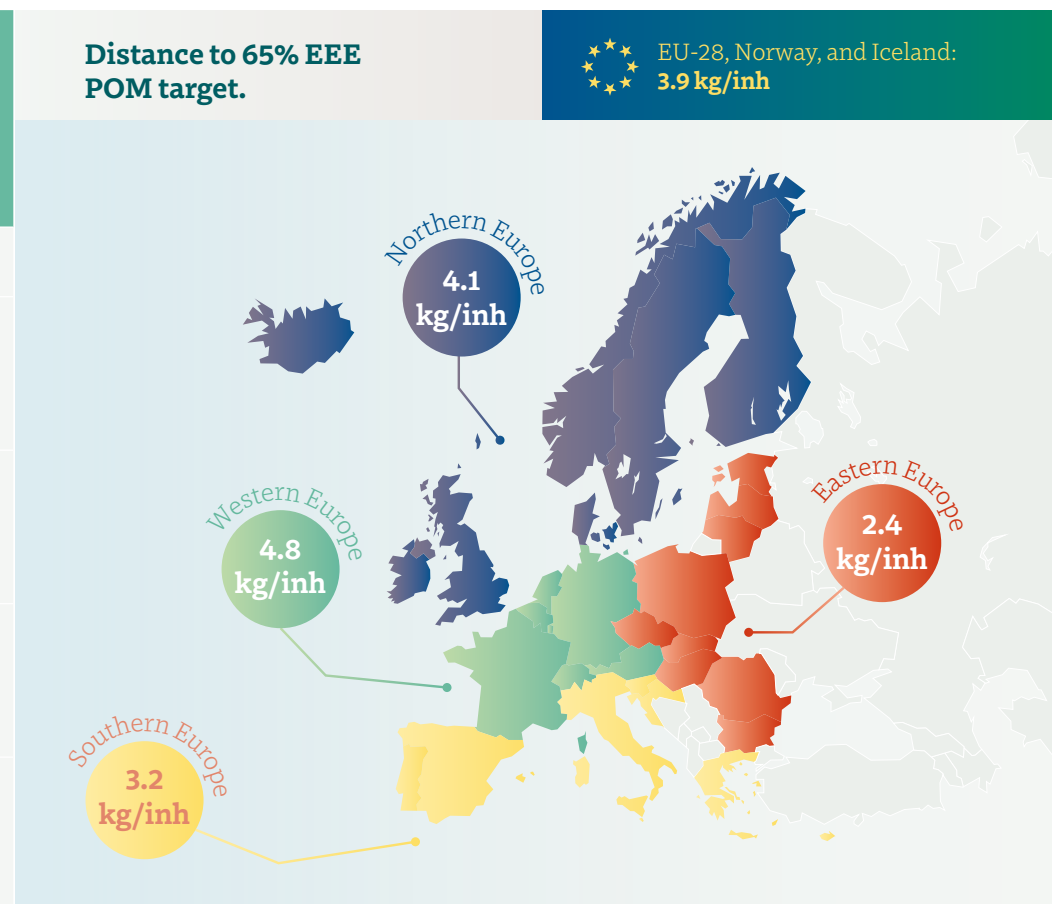 Distance to 65% EEE
POM target.
EU-28, Norway, and Iceland:
3.9 kg/inh
Northern Europe
4.1
kg/inh
Western Europe
4.8
kg/inh
Eastern Europe
2.4
kg/inh
Southern Europe
3.2
kg/inh